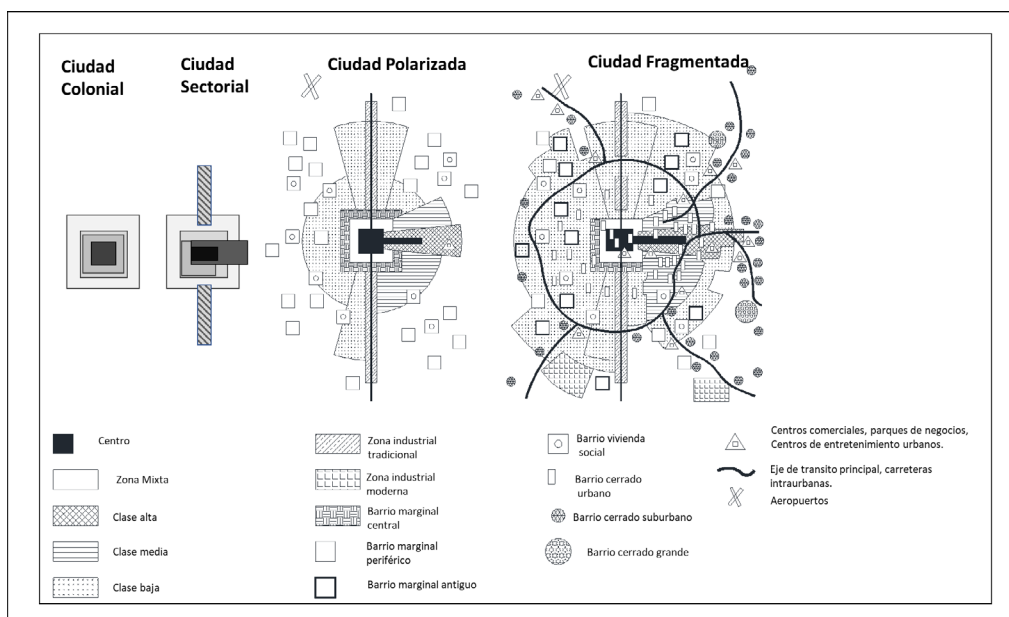 Ciudad
Colonial
Ciudad
Sectorial
Ciudad Polarizada
Ciudad Fragmentada
Centro
Zona Mixta
Clase alta
Clase media
Clase baja
Zona industrial
tradicional
Zona industrial
moderna
Barrio marginal
central
Barrio marginal
periférico
Barrio marginal antiguo
Barrio vivienda
social
Barrio cerrado
urbano
Barrio cerrado suburbano
Barrio cerrado grande
Centros comerciales, parques de negocios,
Centros de entretenimiento urbanos.
Eje de transito principal, carreteras
intraurbanas.
Aeropuertos